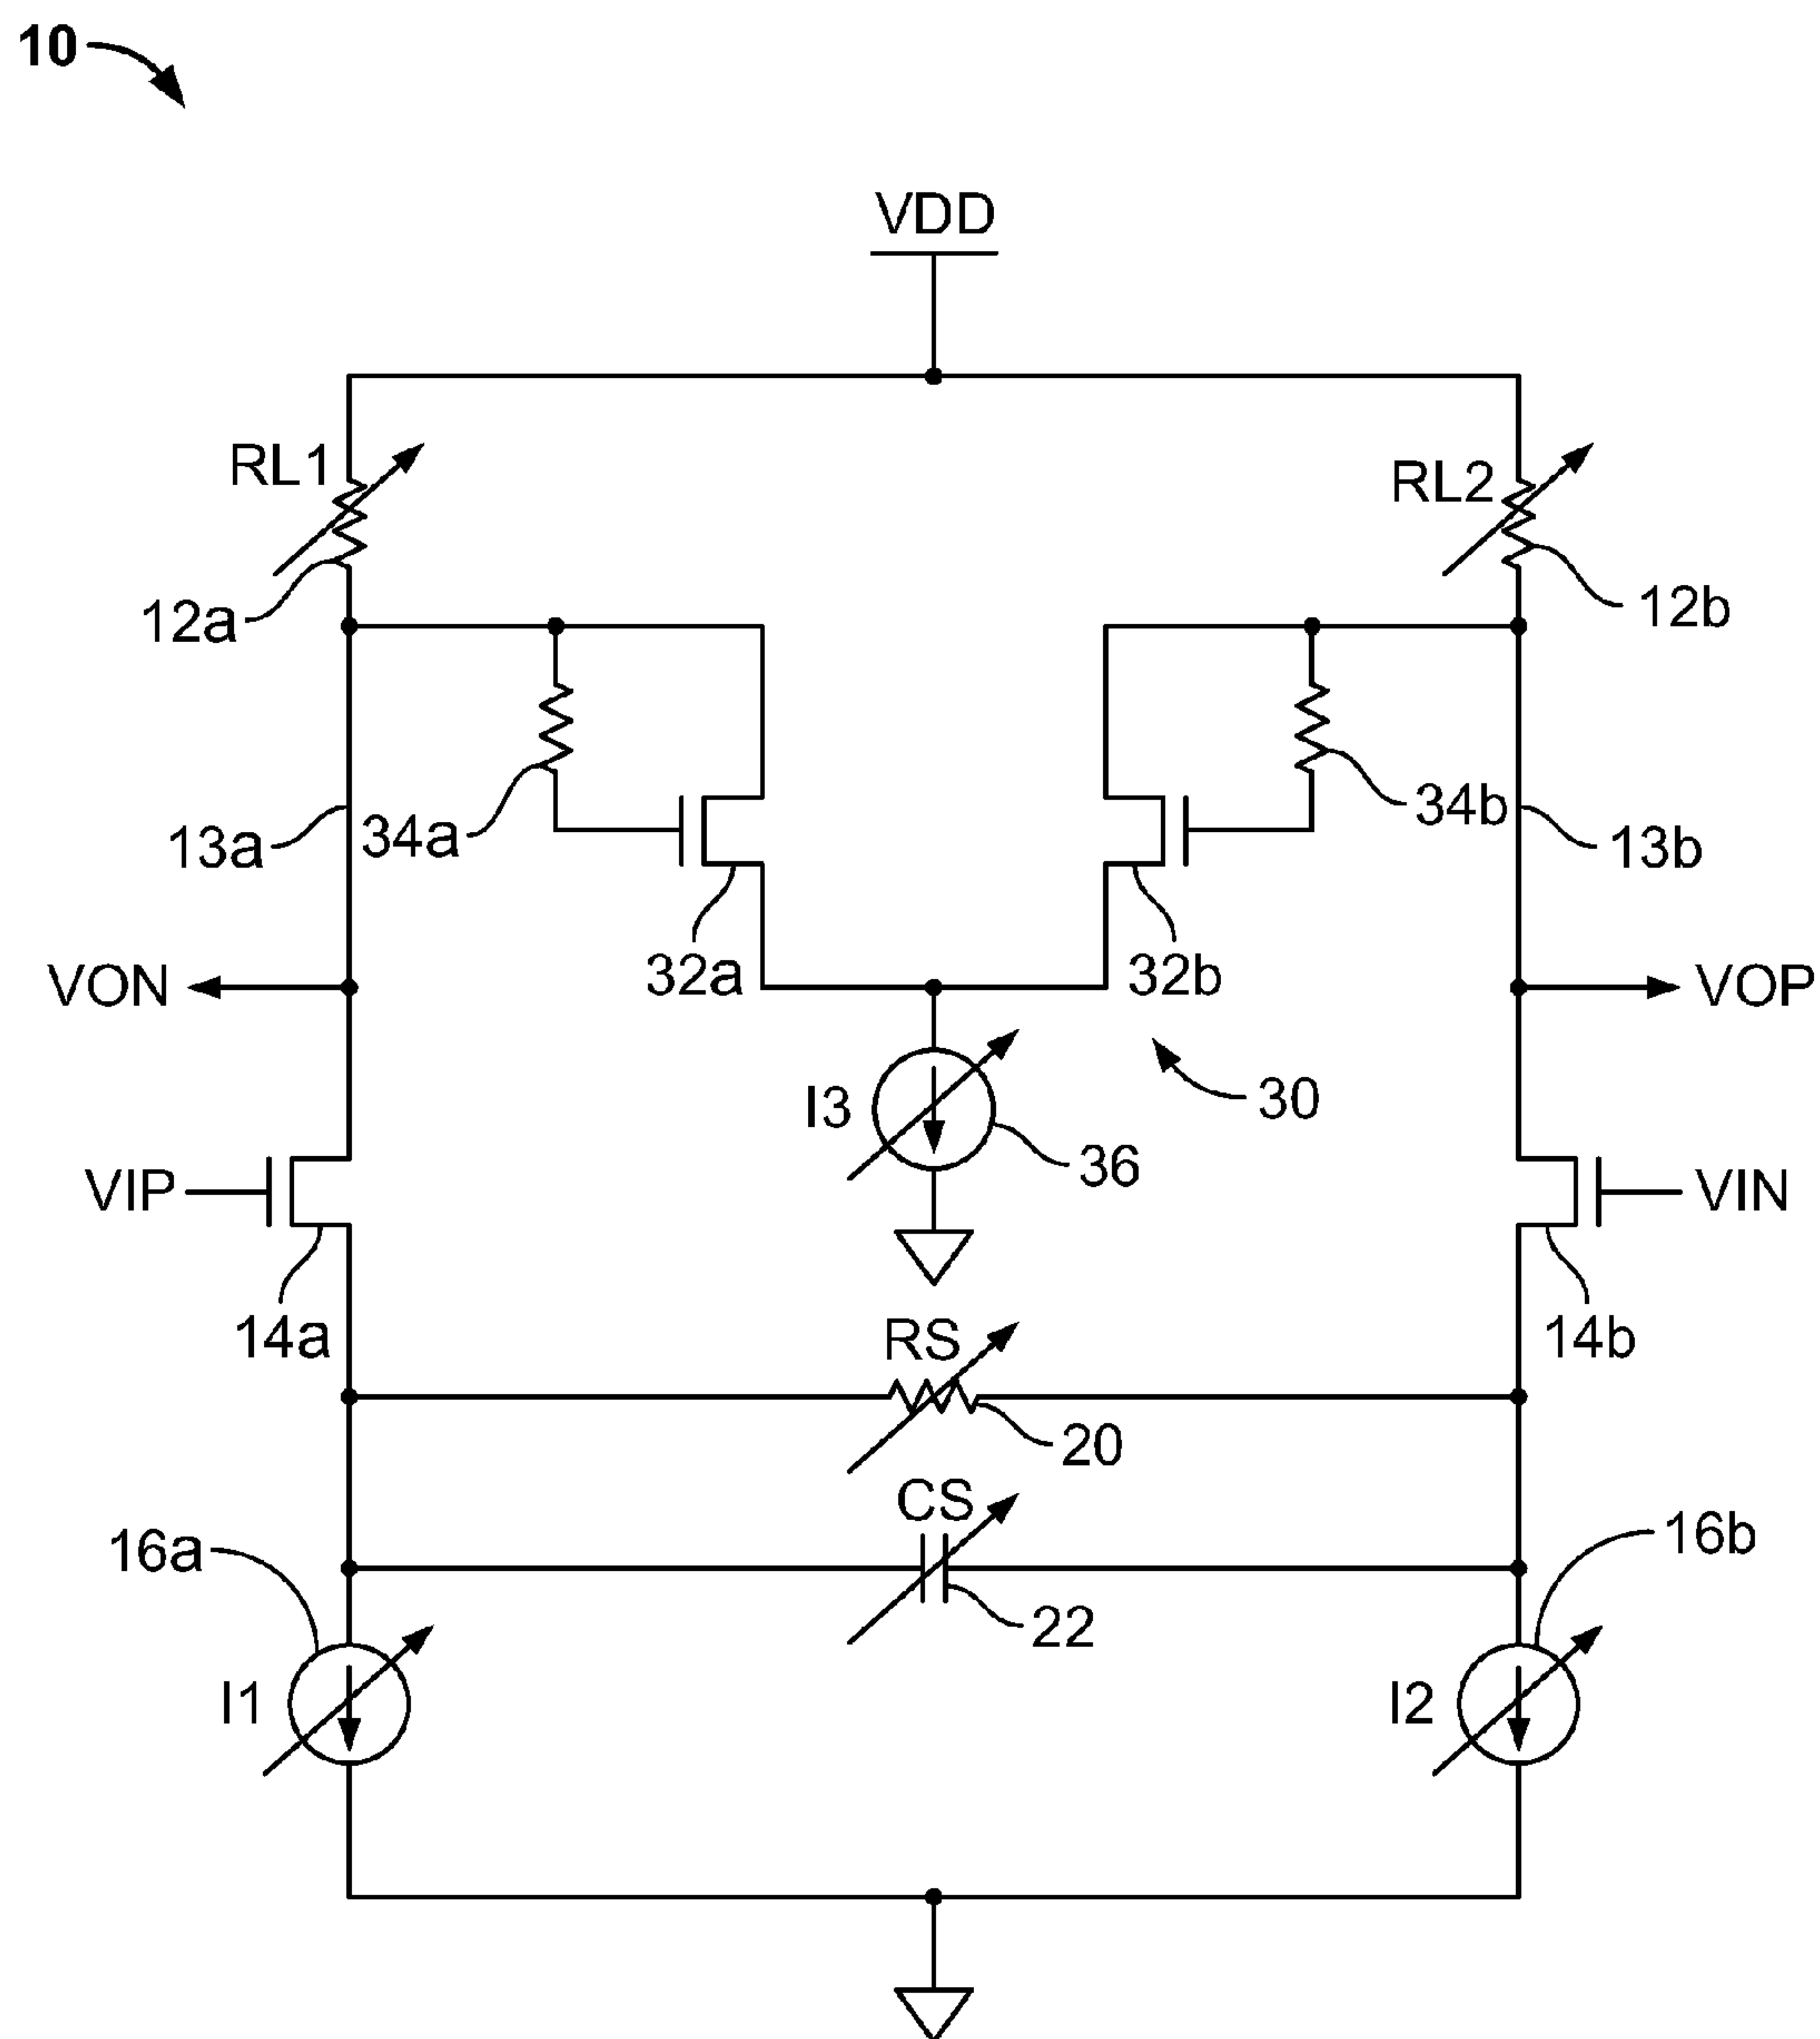 10
VDD
RL1
RL2
12a
12b
34a
34b
13a
13b
32a
32b
VON
VOP
I3
30
36
VIP
VIN
14a
14b
RS
20
CS
16a
16b
22
I1
I2